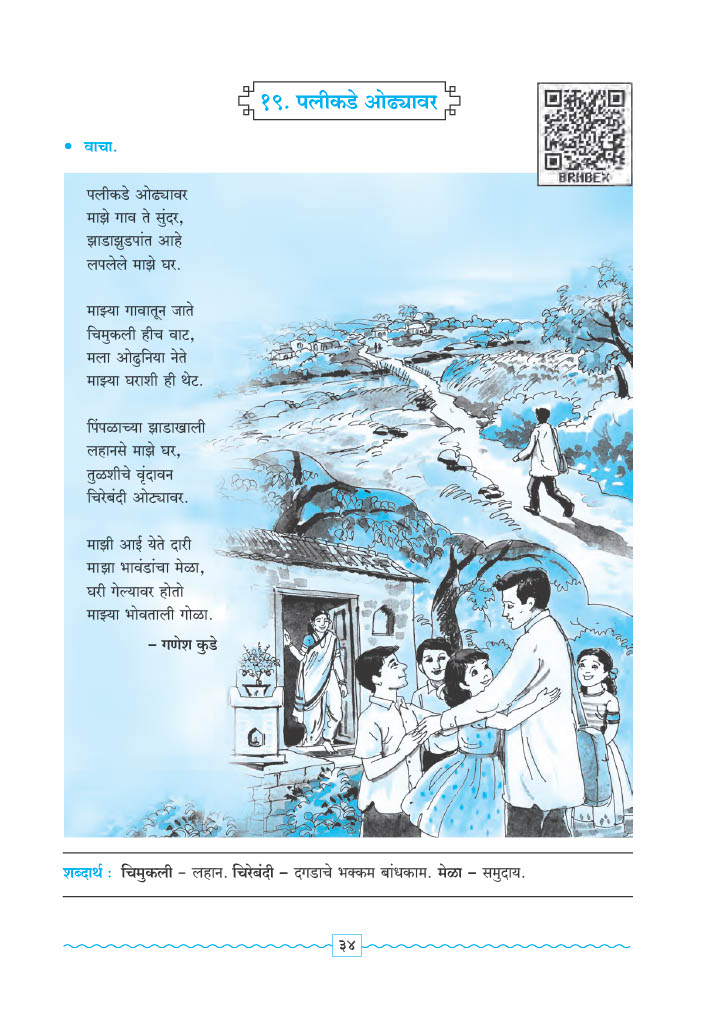 १९. पलीकडे ओढ्यावर
BRMBEX
• वाचा.
पलीकडे ओढ्यावर
माझे गाव ते सुंदर,
झाडाझुडपांत आहे
लपलेले माझे घर.
माझ्या गावातून जाते
चिमुकली हीच वाट,
मला ओढुनिया नेते
माझ्या घराशी ही थेट.
पिंपळाच्या झाडाखाली
लहानसे माझे घर,
तुळशीचे वृंदावन
चिरेबंदी ओट्यावर.
माझी आई येते दारी
माझा भावंडांचा मेळा,
घरी गेल्यावर होतो
माझ्या भोवताली गोळा.
– गणेश कुडे
शब्दार्थ : चिमुकली - लहान. चिरेबंदी – दगडाचे भक्कम बांधकाम. मेळा – समुदाय.
३४